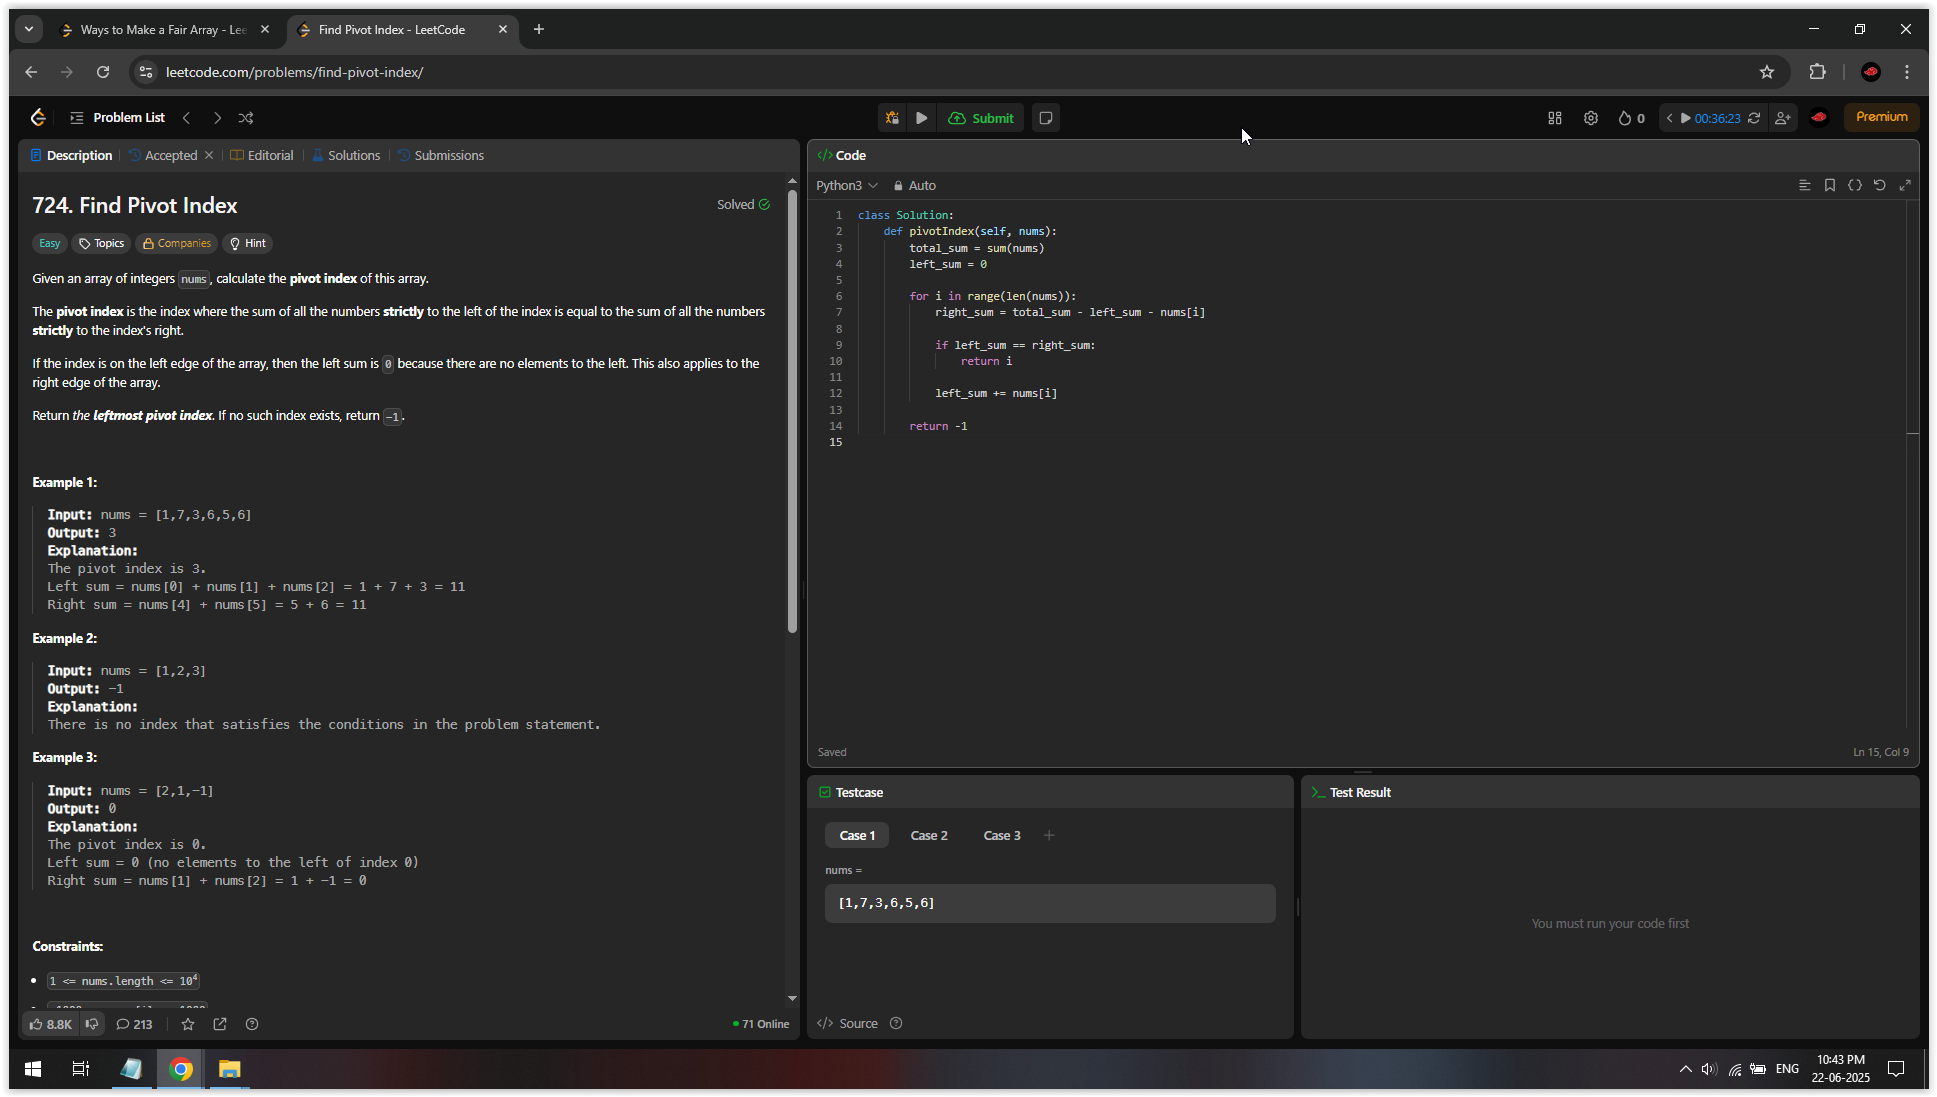 Ways to Make a Fair Array - Lee
Find Pivot Index - LeetCode
leetcode.com/problems/find-pivot-index/
Problem List
Submit
0
00:36:23
Premium
Description
Accepted
Editorial
Solutions
Submissions
724. Find Pivot Index
Solved
Easy
Topics
Companies
Hint
Given an array of integers nums, calculate the pivot index of this array.
The pivot index is the index where the sum of all the numbers strictly to the left of the index is equal to the sum of all the numbers
strictly to the index's right.
If the index is on the left edge of the array, then the left sum is 0 because there are no elements to the left. This also applies to the
right edge of the array.
Return the leftmost pivot index. If no such index exists, return -1.
Example 1:
Input: nums = [1,7,3,6,5,6]
Output: 3
Explanation:
The pivot index is 3.
Left sum = nums[0] + nums[1] + nums[2] = 1 + 7 + 3 = 11
Right sum = nums[4] + nums[5] = 5 + 6 = 11
Example 2:
Input: nums = [1,2,3]
Output: -1
Explanation:
There is no index that satisfies the conditions in the problem statement.
Example 3:
Input: nums = [2,1,-1]
Output: 0
Explanation:
The pivot index is 0.
Left sum = 0 (no elements to the left of index 0)
Right sum = nums[1] + nums[2] = 1 + -1 = 0
Constraints:
1 <= nums.length <= 10⁴
8.8K
213
71 Online
Code
Python3
Auto
1 class Solution:
2 def pivotIndex(self, nums):
3 total_sum = sum(nums)
4 left_sum = 0
5
6 for i in range(len(nums)):
7 right_sum = total_sum - left_sum - nums[i]
8
9 if left_sum == right_sum:
10 return i
11
12 left_sum += nums[i]
13
14 return -1
15
Saved
Ln 15, Col 9
Testcase
Case 1
Case 2
Case 3
nums =
[1,7,3,6,5,6]
Source
Test Result
You must run your code first
ENG
10:43 PM
22-06-2025